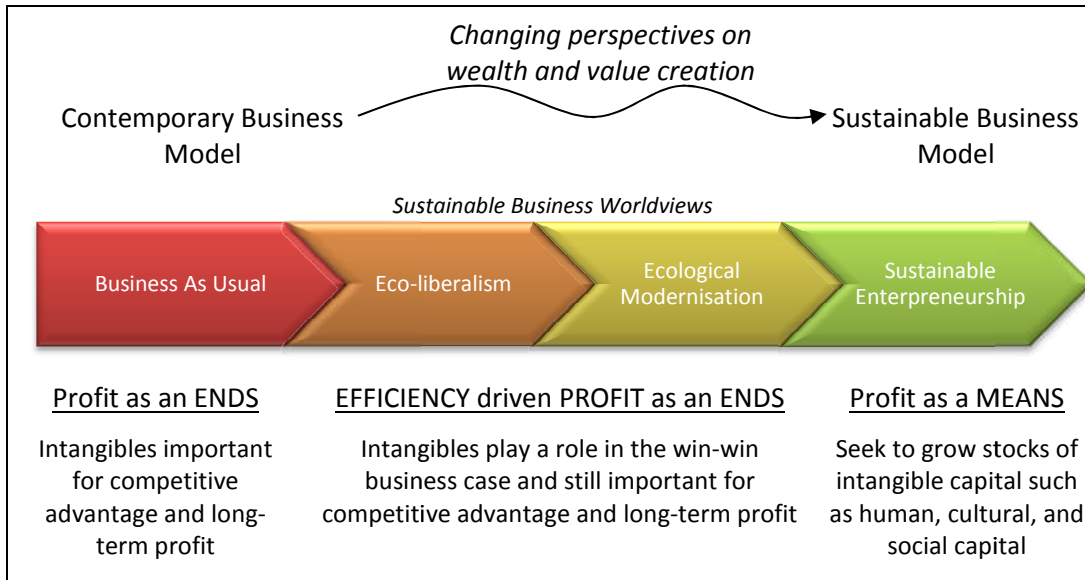 Changing perspectives on
wealth and value creation
Contemporary Business
Model
Sustainable Business
Model
Sustainable Business Worldviews
Business As Usual
Eco-liberalism
Ecological
Modernisation
Sustainable
Enterpreneurship
Profit as an ENDS
Intangibles important
for competitive
advantage and long-
term profit
EFFICIENCY driven PROFIT as an ENDS
Intangibles play a role in the win-win
business case and still important for
competitive advantage and long-term profit
Profit as a MEANS
Seek to grow stocks of
intangible capital such
as human, cultural, and
social capital